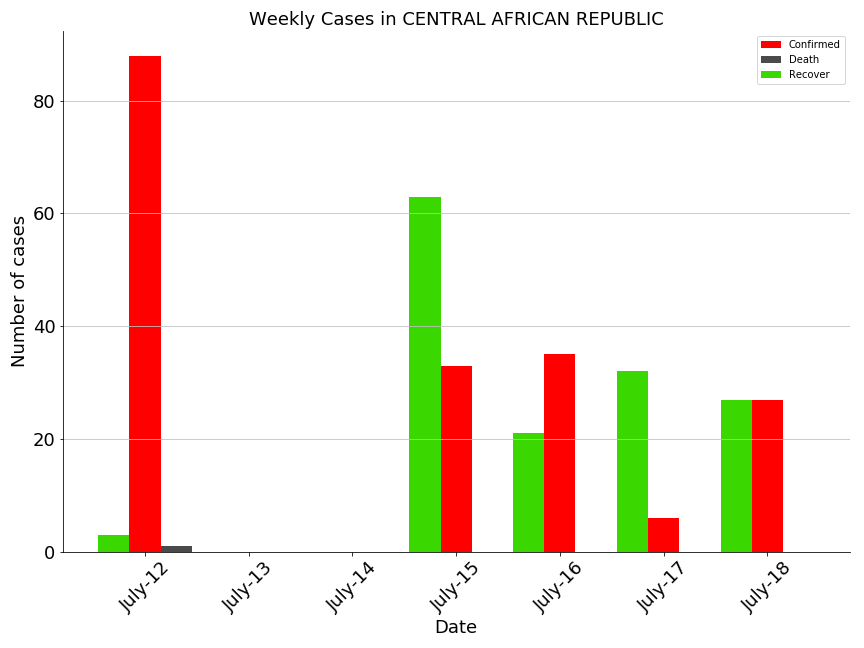 Weekly Cases in CENTRAL AFRICAN REPUBLIC
Confirmed
Death
Recover
Number of cases
80
60
40
20
0
July-12
July-13
July-14
July-15
July-16
July-17
July-18
Date